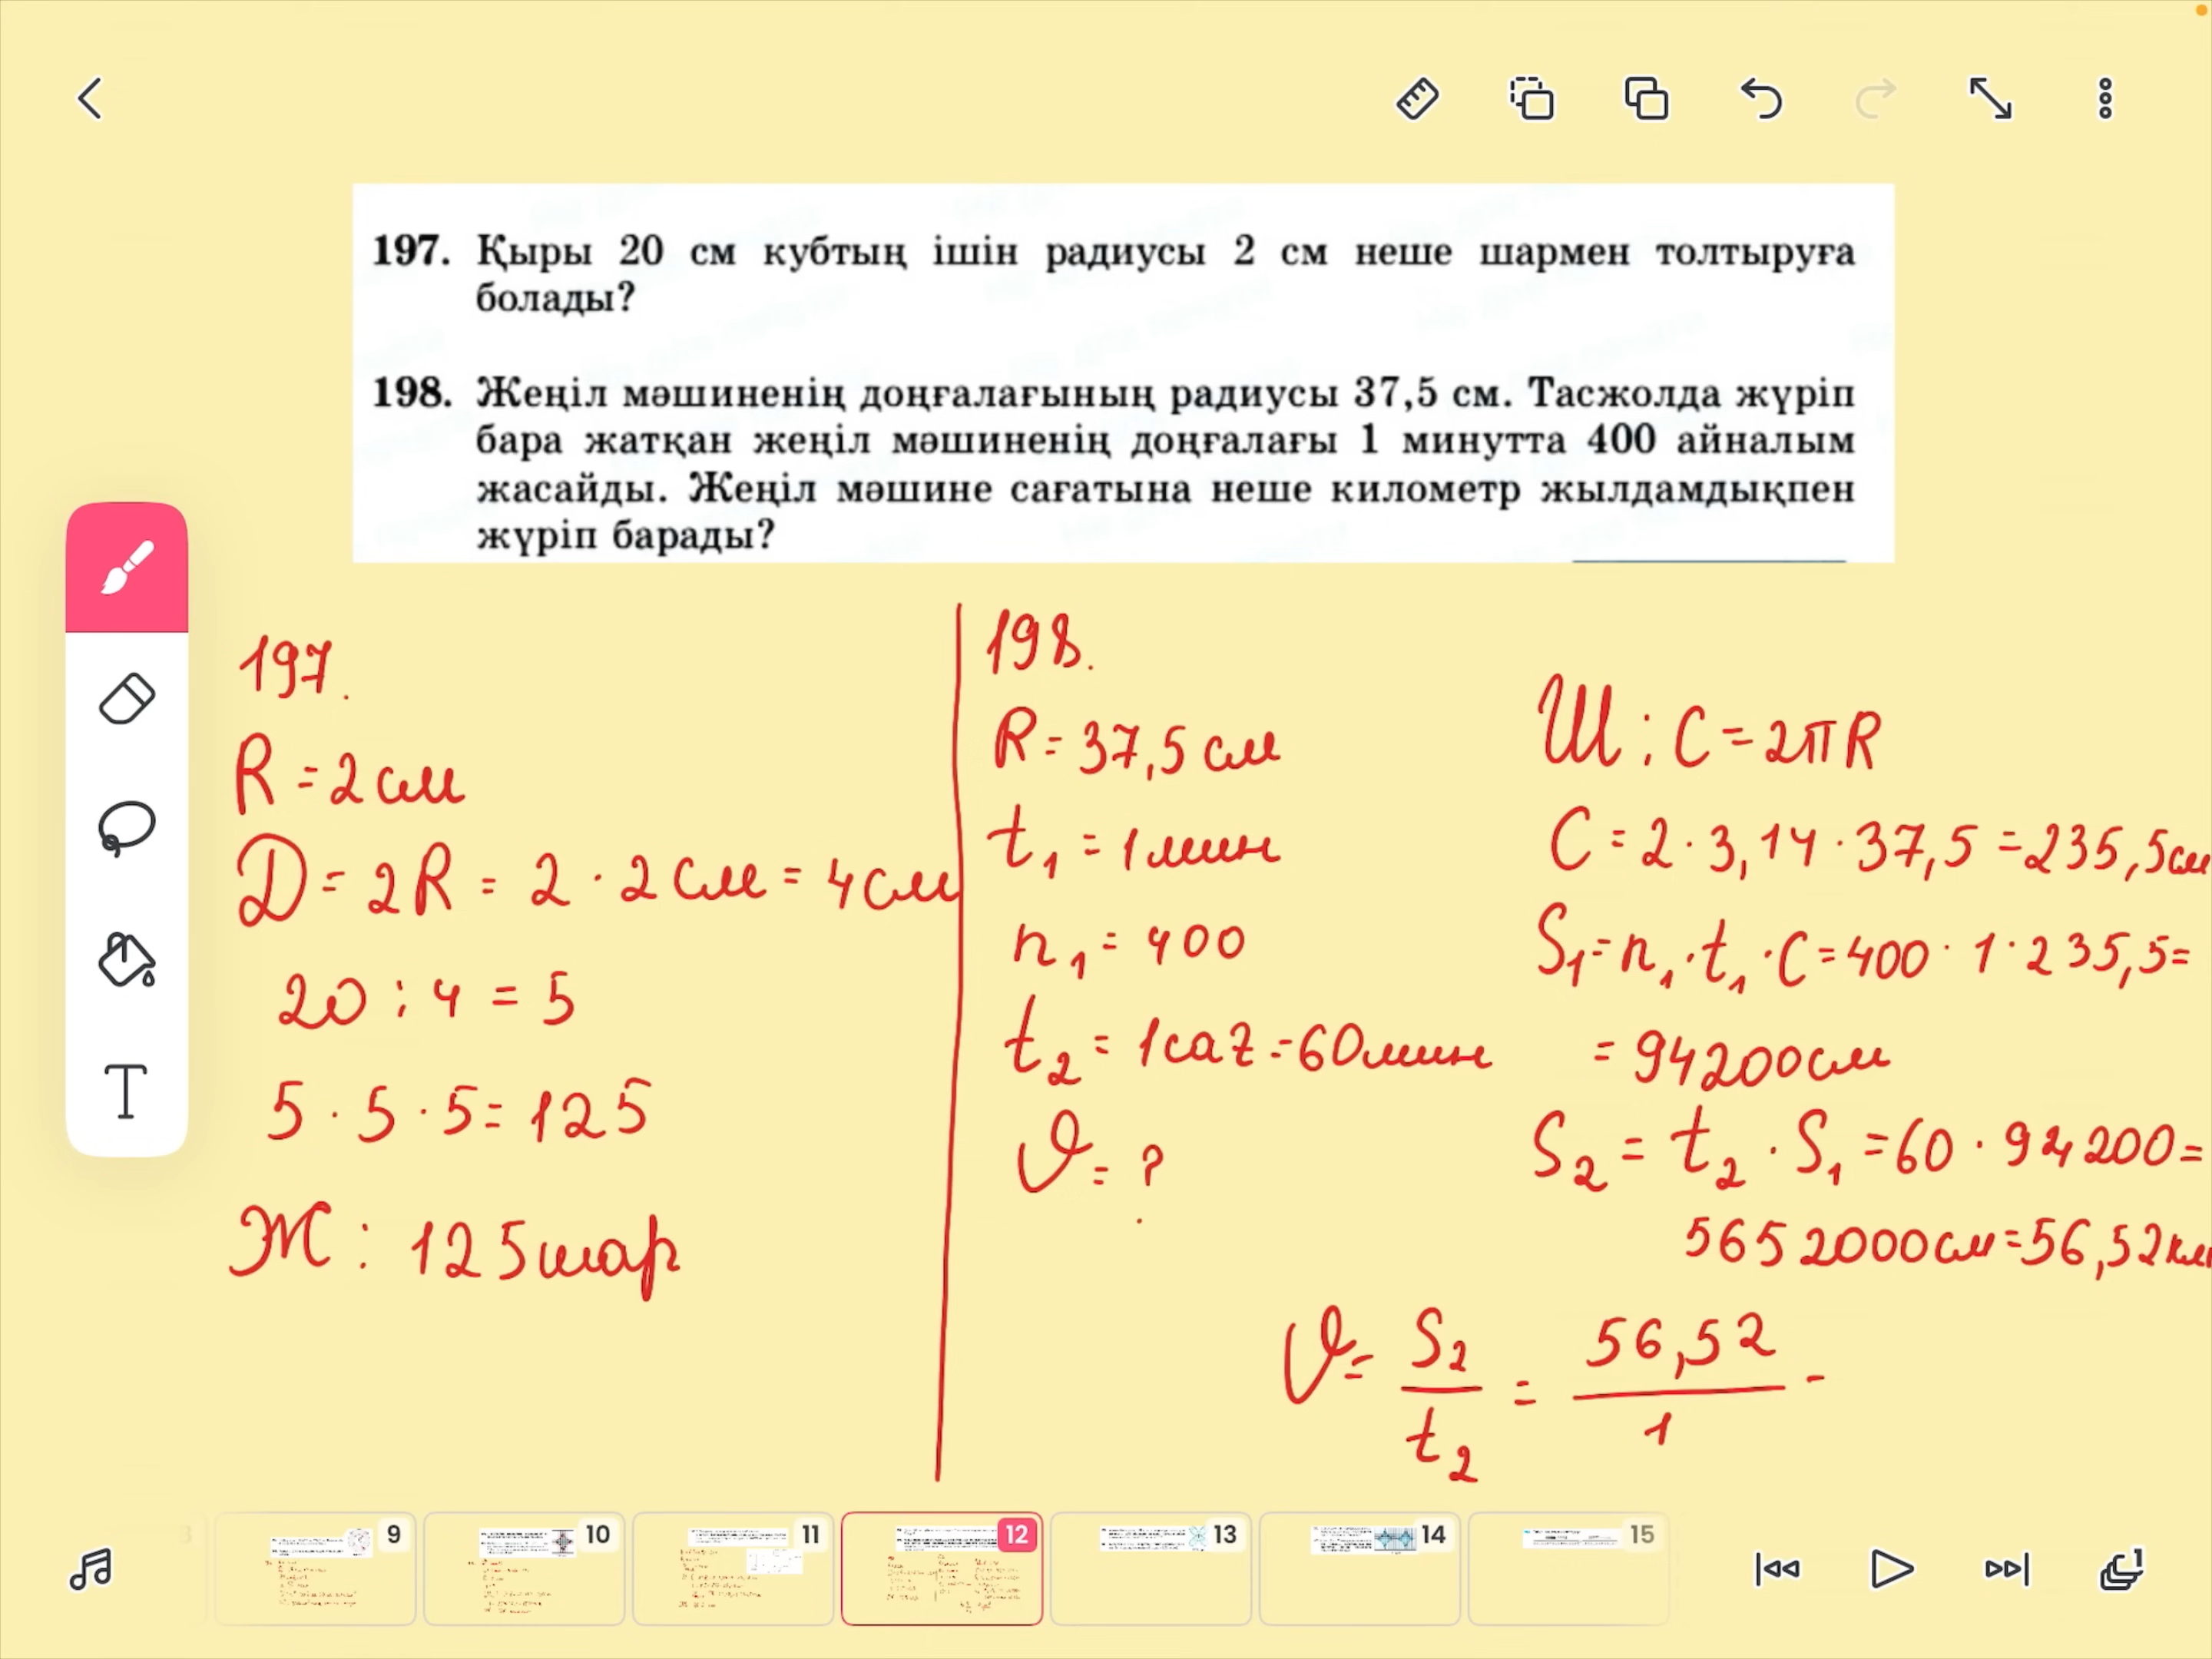 197. Қыры 20 см кубтың ішін радиусы 2 см неше шармен толтыруға
болады?
198. Жеңіл мәшиненің доңғалағының радиусы 37,5 см. Тасжолда жүріп
бара жатқан жеңіл мәшиненің доңғалағы 1 минутта 400 айналым
жасайды. Жеңіл мәшине сағатына неше километр жылдамдықпен
жүріп барады?
197.
R = 2 см
D = 2R = 2 · 2 см = 4 см
20 : 4 = 5
5 · 5 · 5 = 125
Ж : 125 шар
198.
R = 37,5 см
t₁ = 1 мин
n₁ = 400
t₂ = 1 сағ = 60 мин
υ = ?
Ш : C = 2πR
C = 2 · 3,14 · 37,5 = 235,5 см
S₁ = n₁ · t₁ · C = 400 · 1 · 235,5 =
= 94200 см
S₂ = t₂ · S₁ = 60 · 94200 =
5652000 см = 56,52 км
υ = S₂ / t₂ = 56,52 / 1 -
T
9
10
11
12
13
14
15
1